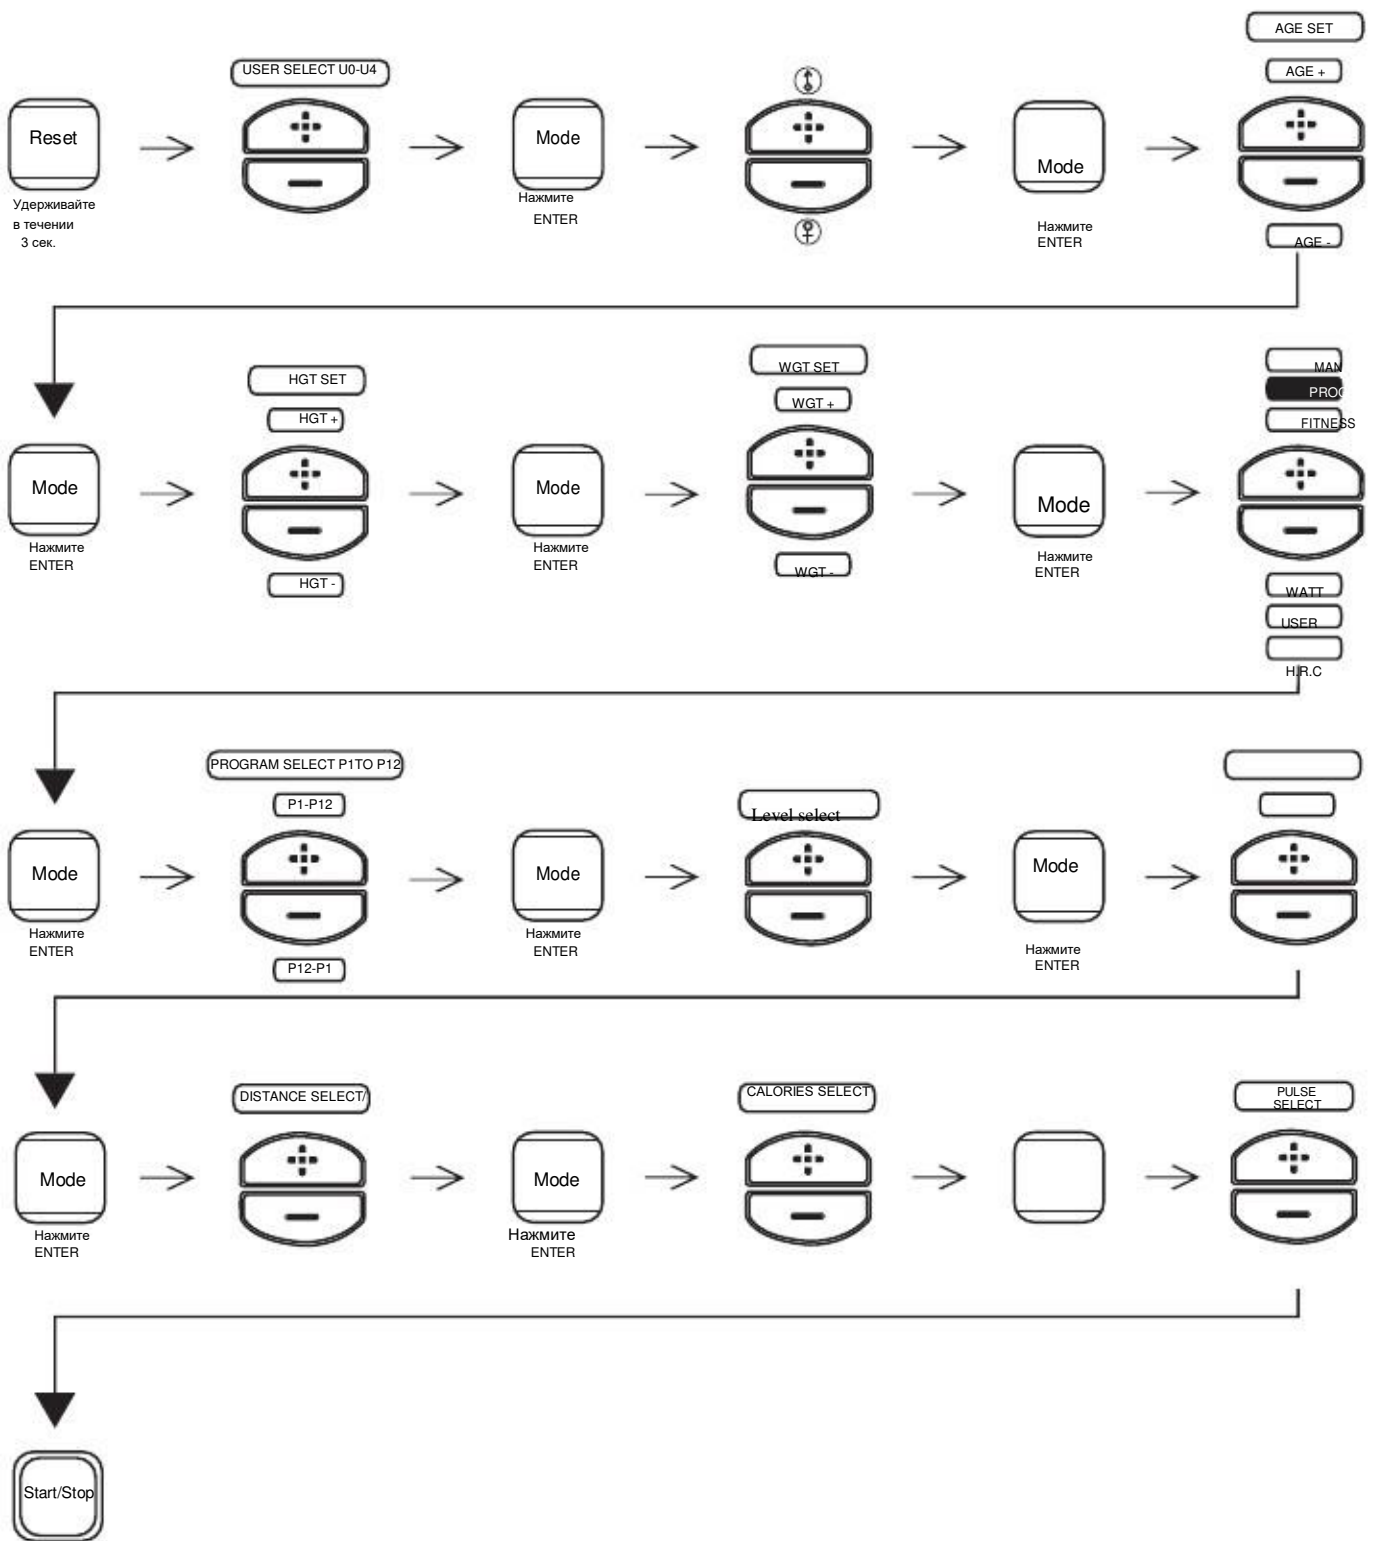 AGE SET
USER SELECT U0-U4
AGE +
Reset
Mode
Mode
Удерживайте
в течении
3 сек.
Нажмите
ENTER
Нажмите
ENTER
AGE -
HGT SET
HGT +
WGT SET
WGT +
MAN
PROG
FITNESS
Mode
Mode
Mode
Нажмите
ENTER
HGT -
Нажмите
ENTER
WGT -
Нажмите
ENTER
WATT
USER
H.R.C
PROGRAM SELECT P1TO P12
P1-P12
Level select
Mode
Mode
Mode
Нажмите
ENTER
P12-P1
Нажмите
ENTER
Нажмите
ENTER
DISTANCE SELECT/
CALORIES SELECT
PULSE
SELECT
Mode
Mode
Нажмите
ENTER
Нажмите
ENTER
Start/Stop